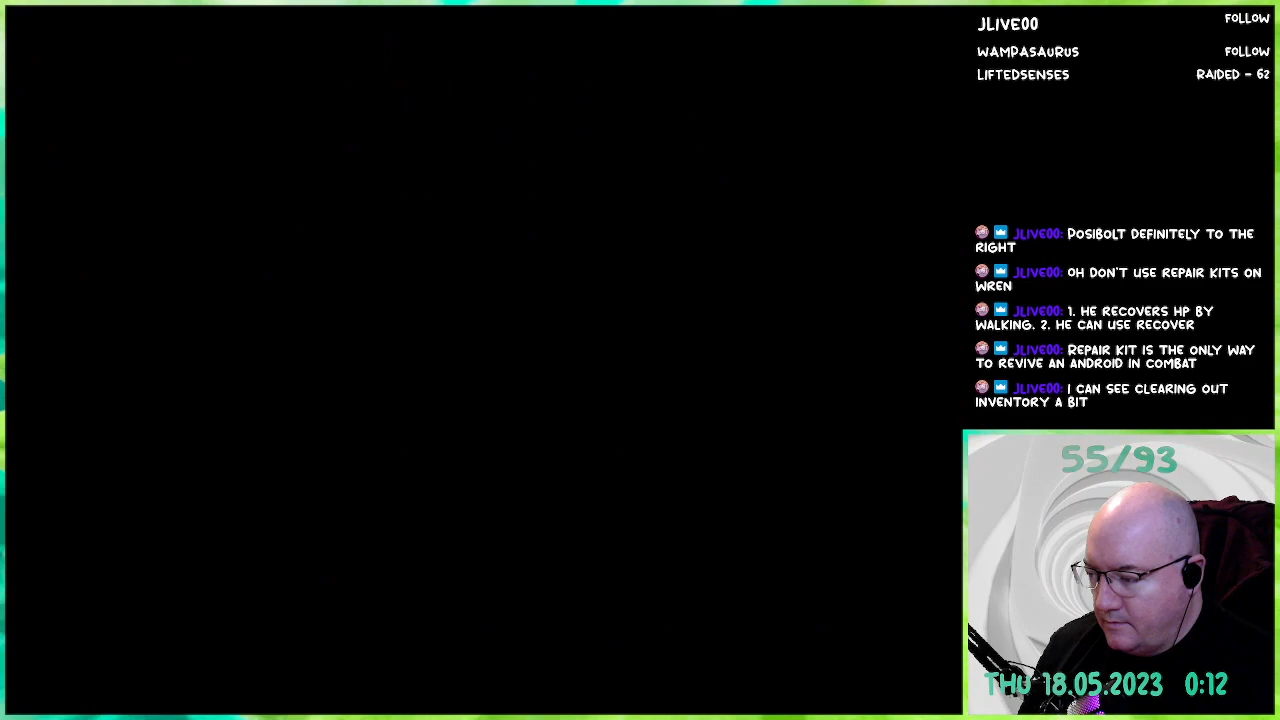 JLIVE00 FOLLOW
WAMPASAURUS FOLLOW
LIFTEDSENSES RAIDED - 62
JLIVE00: POSIBOLT DEFINITELY TO THE
RIGHT
JLIVE00: OH DON'T USE REPAIR KITS ON
WREN
JLIVE00: 1. HE RECOVERS HP BY
WALKING. 2. HE CAN USE RECOVER
JLIVE00: REPAIR KIT IS THE ONLY WAY
TO REVIVE AN ANDROID IN COMBAT
JLIVE00: I CAN SEE CLEARING OUT
INVENTORY A BIT
55/93
THU 18.05.2023 0:12